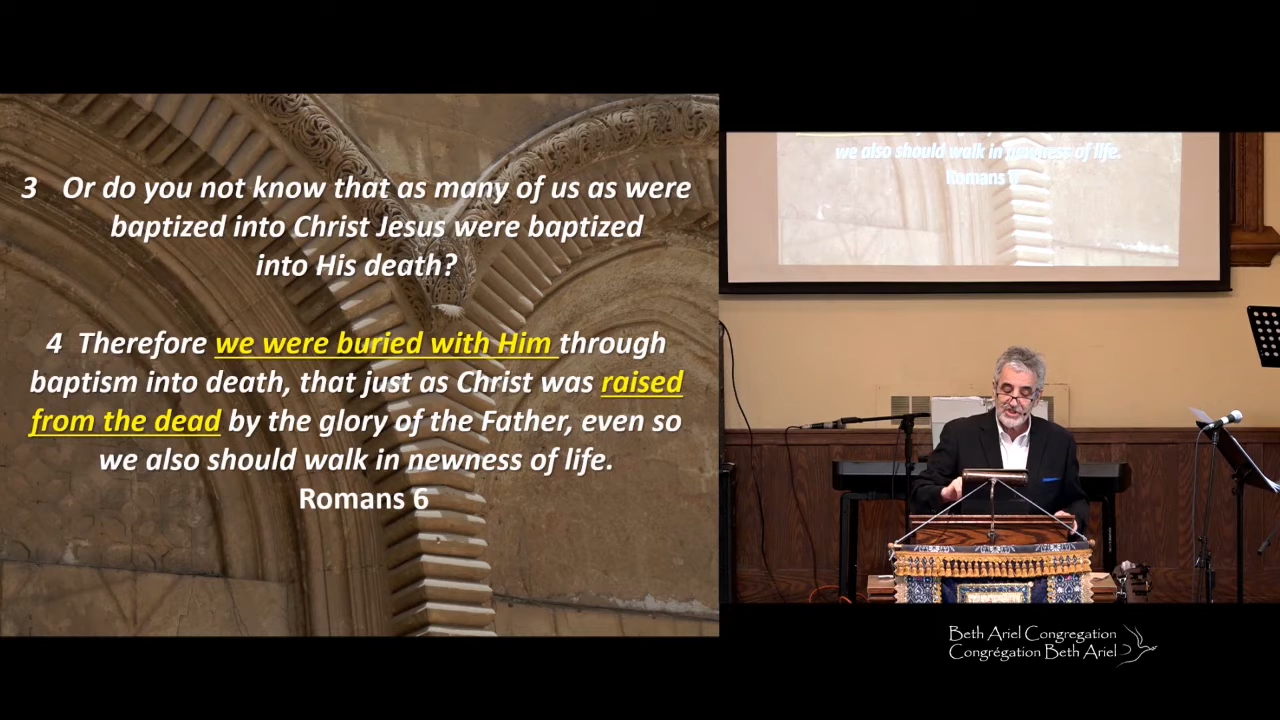 3 Or do you not know that as many of us as were
baptized into Christ Jesus were baptized
into His death?
4 Therefore we were buried with Him through
baptism into death, that just as Christ was raised
from the dead by the glory of the Father, even so
we also should walk in newness of life.
Romans 6
we also should walk in newness of life.
Romans 6
Beth Ariel Congregation
Congrégation Beth Ariel